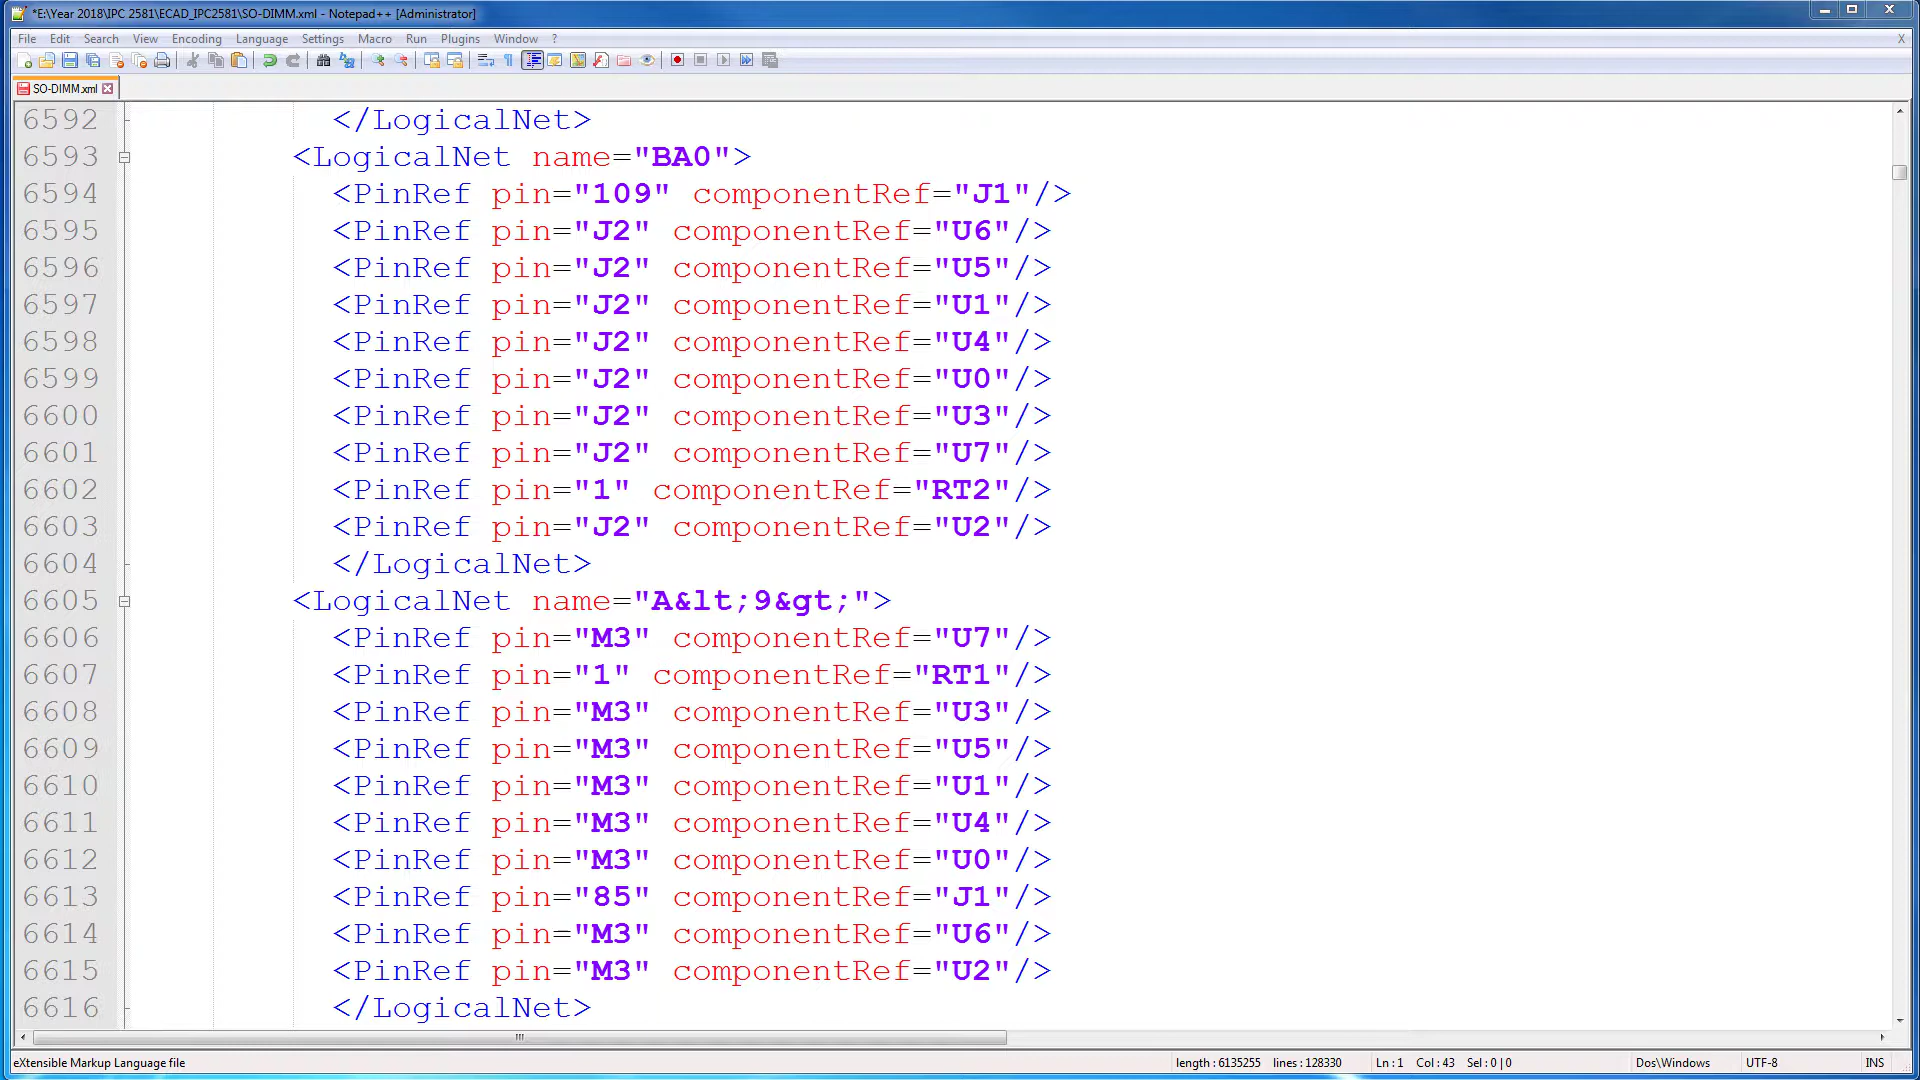 *E:\Year 2018\IPC 2581\ECAD_IPC2581\SO-DIMM.xml - Notepad++ [Administrator]
File Edit Search View Encoding Language Settings Macro Run Plugins Window ? X
SO-DIMM.xml
6592 </LogicalNet>
6593 <LogicalNet name="BA0">
6594 <PinRef pin="109" componentRef="J1"/>
6595 <PinRef pin="J2" componentRef="U6"/>
6596 <PinRef pin="J2" componentRef="U5"/>
6597 <PinRef pin="J2" componentRef="U1"/>
6598 <PinRef pin="J2" componentRef="U4"/>
6599 <PinRef pin="J2" componentRef="U0"/>
6600 <PinRef pin="J2" componentRef="U3"/>
6601 <PinRef pin="J2" componentRef="U7"/>
6602 <PinRef pin="1" componentRef="RT2"/>
6603 <PinRef pin="J2" componentRef="U2"/>
6604 </LogicalNet>
6605 <LogicalNet name="A&lt;9&gt;">
6606 <PinRef pin="M3" componentRef="U7"/>
6607 <PinRef pin="1" componentRef="RT1"/>
6608 <PinRef pin="M3" componentRef="U3"/>
6609 <PinRef pin="M3" componentRef="U5"/>
6610 <PinRef pin="M3" componentRef="U1"/>
6611 <PinRef pin="M3" componentRef="U4"/>
6612 <PinRef pin="M3" componentRef="U0"/>
6613 <PinRef pin="85" componentRef="J1"/>
6614 <PinRef pin="M3" componentRef="U6"/>
6615 <PinRef pin="M3" componentRef="U2"/>
6616 </LogicalNet>
eXtensible Markup Language file length : 6135255 lines : 128330 Ln : 1 Col : 43 Sel : 0 | 0 Dos\Windows UTF-8 INS